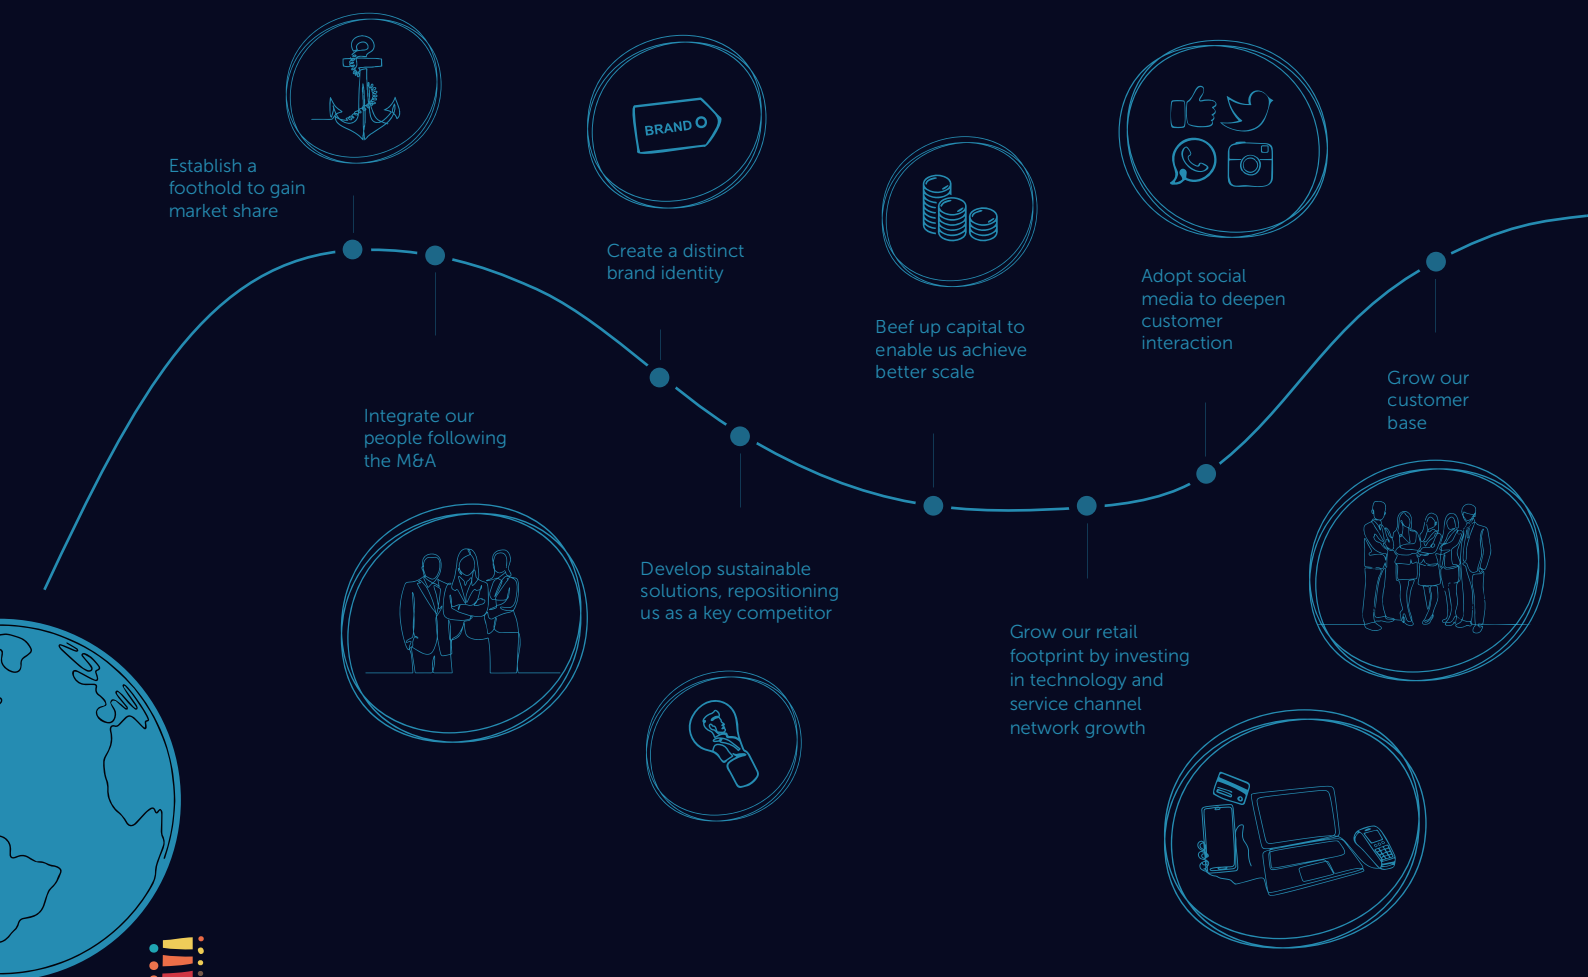 Establish a
foothold to gain
market share
Integrate our
people following
the M&A
BRAND
Create a distinct
brand identity
Develop sustainable
solutions, repositioning
us as a key competitor
Beef up capital to
enable us achieve
better scale
Grow our retail
footprint by investing
in technology and
service channel
network growth
Adopt social
media to deepen
customer
interaction
Grow our
customer
base